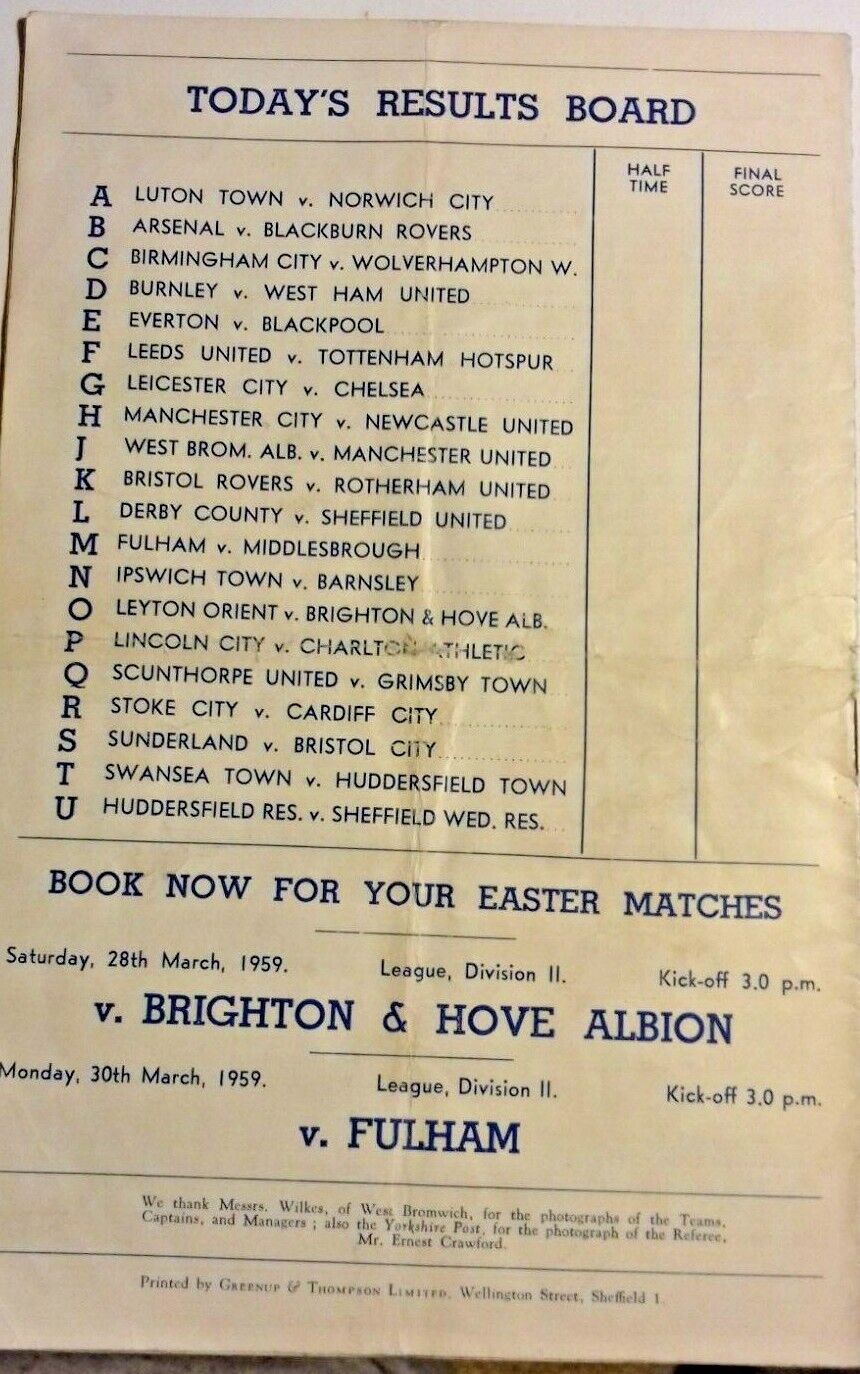 TODAY'S RESULTS BOARD
HALF TIME
FINAL SCORE
A LUTON TOWN v. NORWICH CITY
B ARSENAL v. BLACKBURN ROVERS
C BIRMINGHAM CITY v. WOLVERHAMPTON W.
D BURNLEY v. WEST HAM UNITED
E EVERTON v. BLACKPOOL
F LEEDS UNITED v. TOTTENHAM HOTSPUR
G LEICESTER CITY v. CHELSEA
H MANCHESTER CITY v. NEWCASTLE UNITED
J WEST BROM. ALB. v. MANCHESTER UNITED
K BRISTOL ROVERS v. ROTHERHAM UNITED
L DERBY COUNTY v. SHEFFIELD UNITED
M FULHAM v. MIDDLESBROUGH
N IPSWICH TOWN v. BARNSLEY
O LEYTON ORIENT v. BRIGHTON & HOVE ALB.
P LINCOLN CITY v. CHARLTON ATHLETIC
Q SCUNTHORPE UNITED v. GRIMSBY TOWN
R STOKE CITY v. CARDIFF CITY
S SUNDERLAND v. BRISTOL CITY
T SWANSEA TOWN v. HUDDERSFIELD TOWN
U HUDDERSFIELD RES. v. SHEFFIELD WED. RES.
BOOK NOW FOR YOUR EASTER MATCHES
Saturday, 28th March, 1959. League, Division II. Kick-off 3.0 p.m.
v. BRIGHTON & HOVE ALBION
Monday, 30th March, 1959. League, Division II. Kick-off 3.0 p.m.
v. FULHAM
We thank Messrs. Wilkes, of West Bromwich, for the photographs of the Teams,
Captains, and Managers ; also the Yorkshire Post, for the photograph of the Referee,
Mr. Ernest Crawford.
Printed by GREENUP & THOMPSON LIMITED, Wellington Street, Sheffield 1.